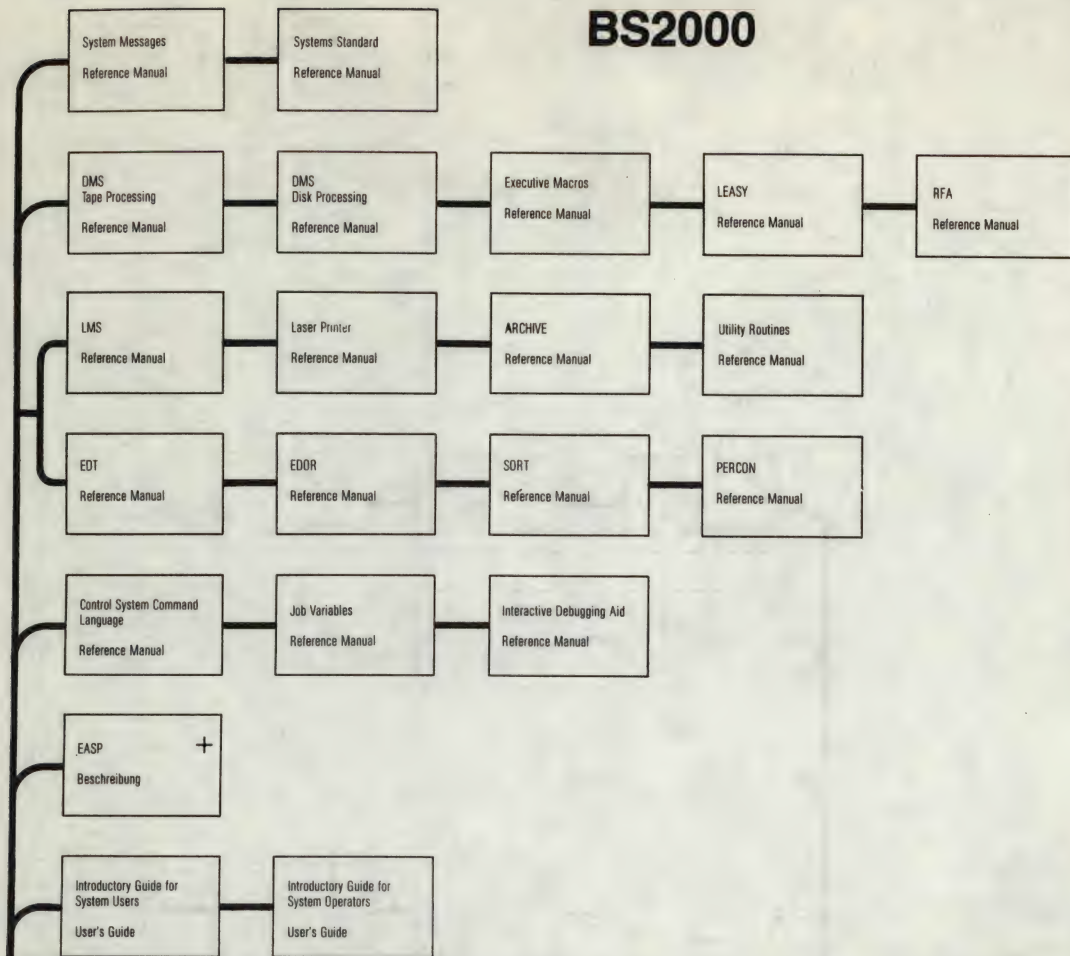 BS2000
System Messages
Reference Manual
Systems Standard
Reference Manual
DMS
Tape Processing
Reference Manual
DMS
Disk Processing
Reference Manual
Executive Macros
Reference Manual
LEASY
Reference Manual
RFA
Reference Manual
LMS
Reference Manual
Laser Printer
Reference Manual
ARCHIVE
Reference Manual
Utility Routines
Reference Manual
EDT
Reference Manual
EDOR
Reference Manual
SORT
Reference Manual
PERCON
Reference Manual
Control System Command
Language
Reference Manual
Job Variables
Reference Manual
Interactive Debugging Aid
Reference Manual
EASP +
Beschreibung
Introductory Guide for
System Users
User's Guide
Introductory Guide for
System Operators
User's Guide